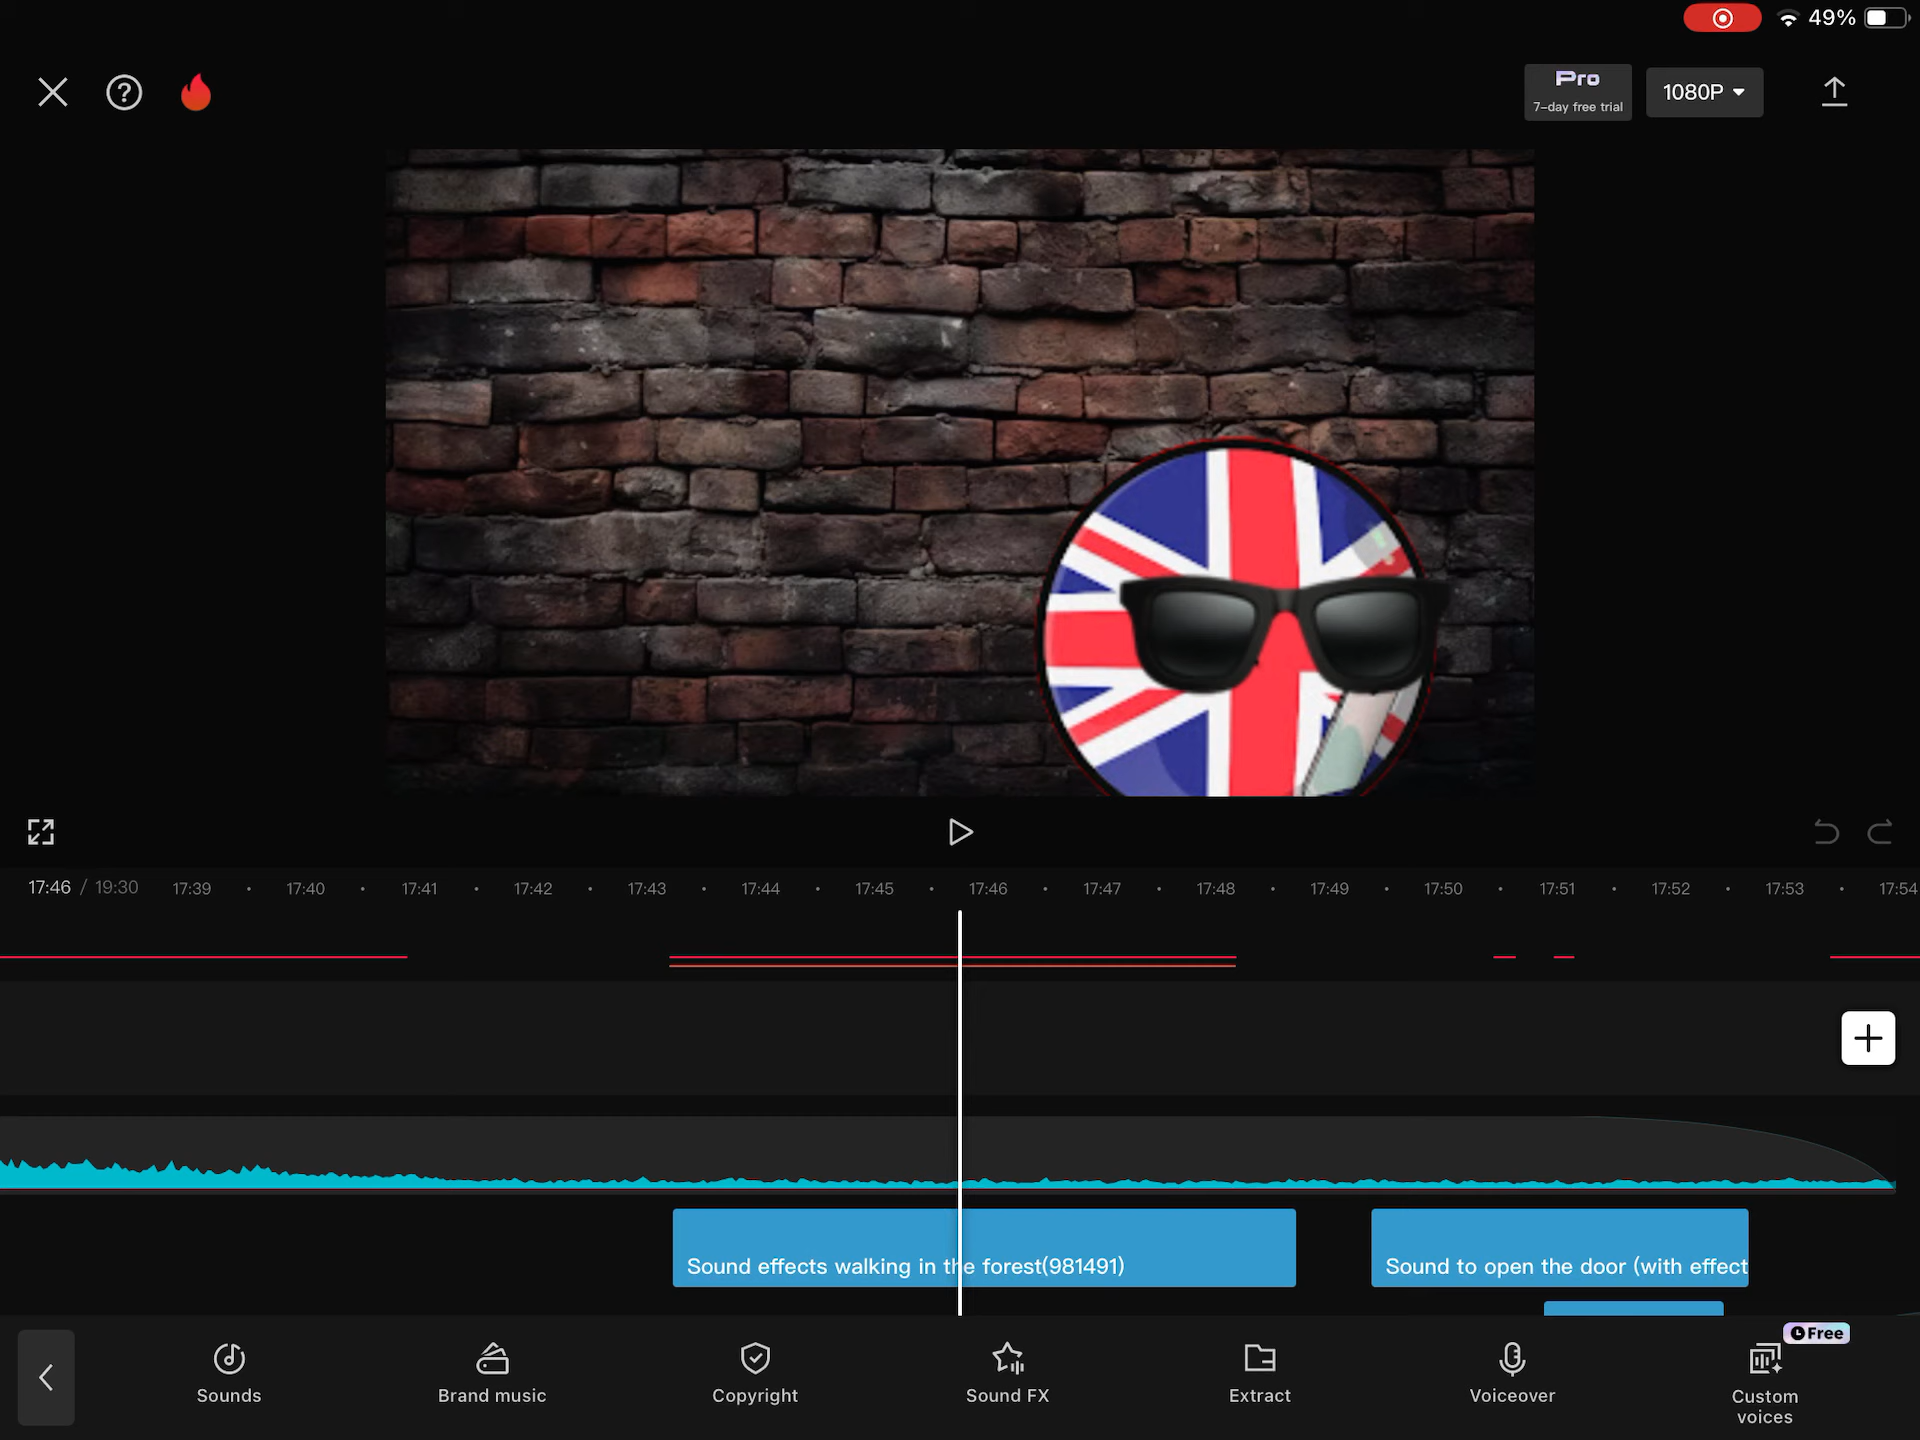 49%
Pro
7-day free trial
1080P
17:46 / 19:30 17:39 17:40 17:41 17:42 17:43 17:44 17:45 17:46 17:47 17:48 17:49 17:50 17:51 17:52 17:53 17:54
Sound effects walking in the forest(981491)
Sound to open the door (with effect
Free
Sounds
Brand music
Copyright
Sound FX
Extract
Voiceover
Custom
voices